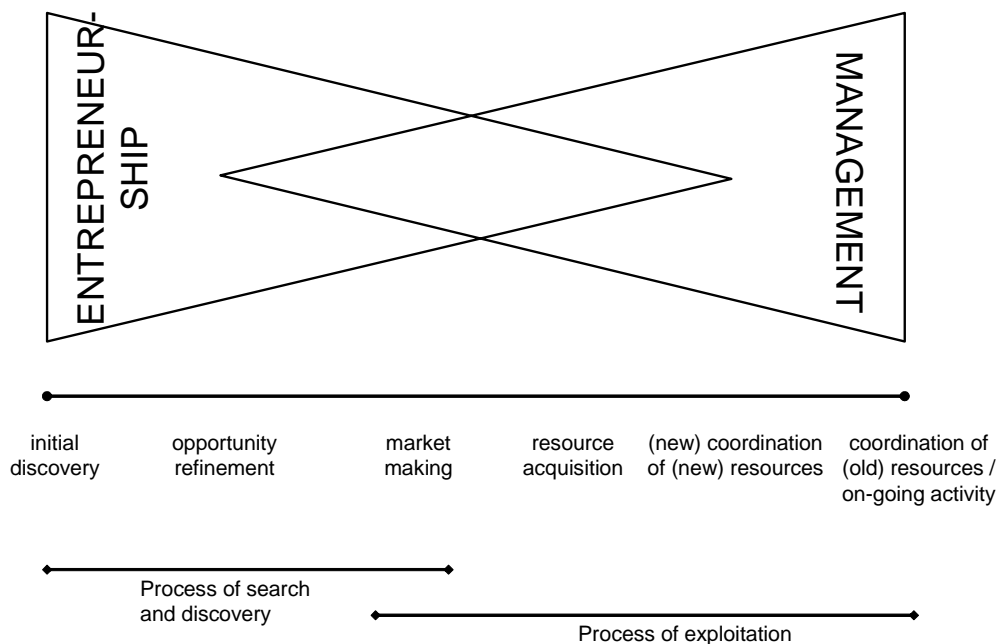 ENTREPRENEUR-
SHIP
MANAGEMENT
initial
discovery
opportunity
refinement
market
making
resource
acquisition
(new) coordination
of (new) resources
coordination of
(old) resources /
on-going activity
Process of search
and discovery
Process of exploitation